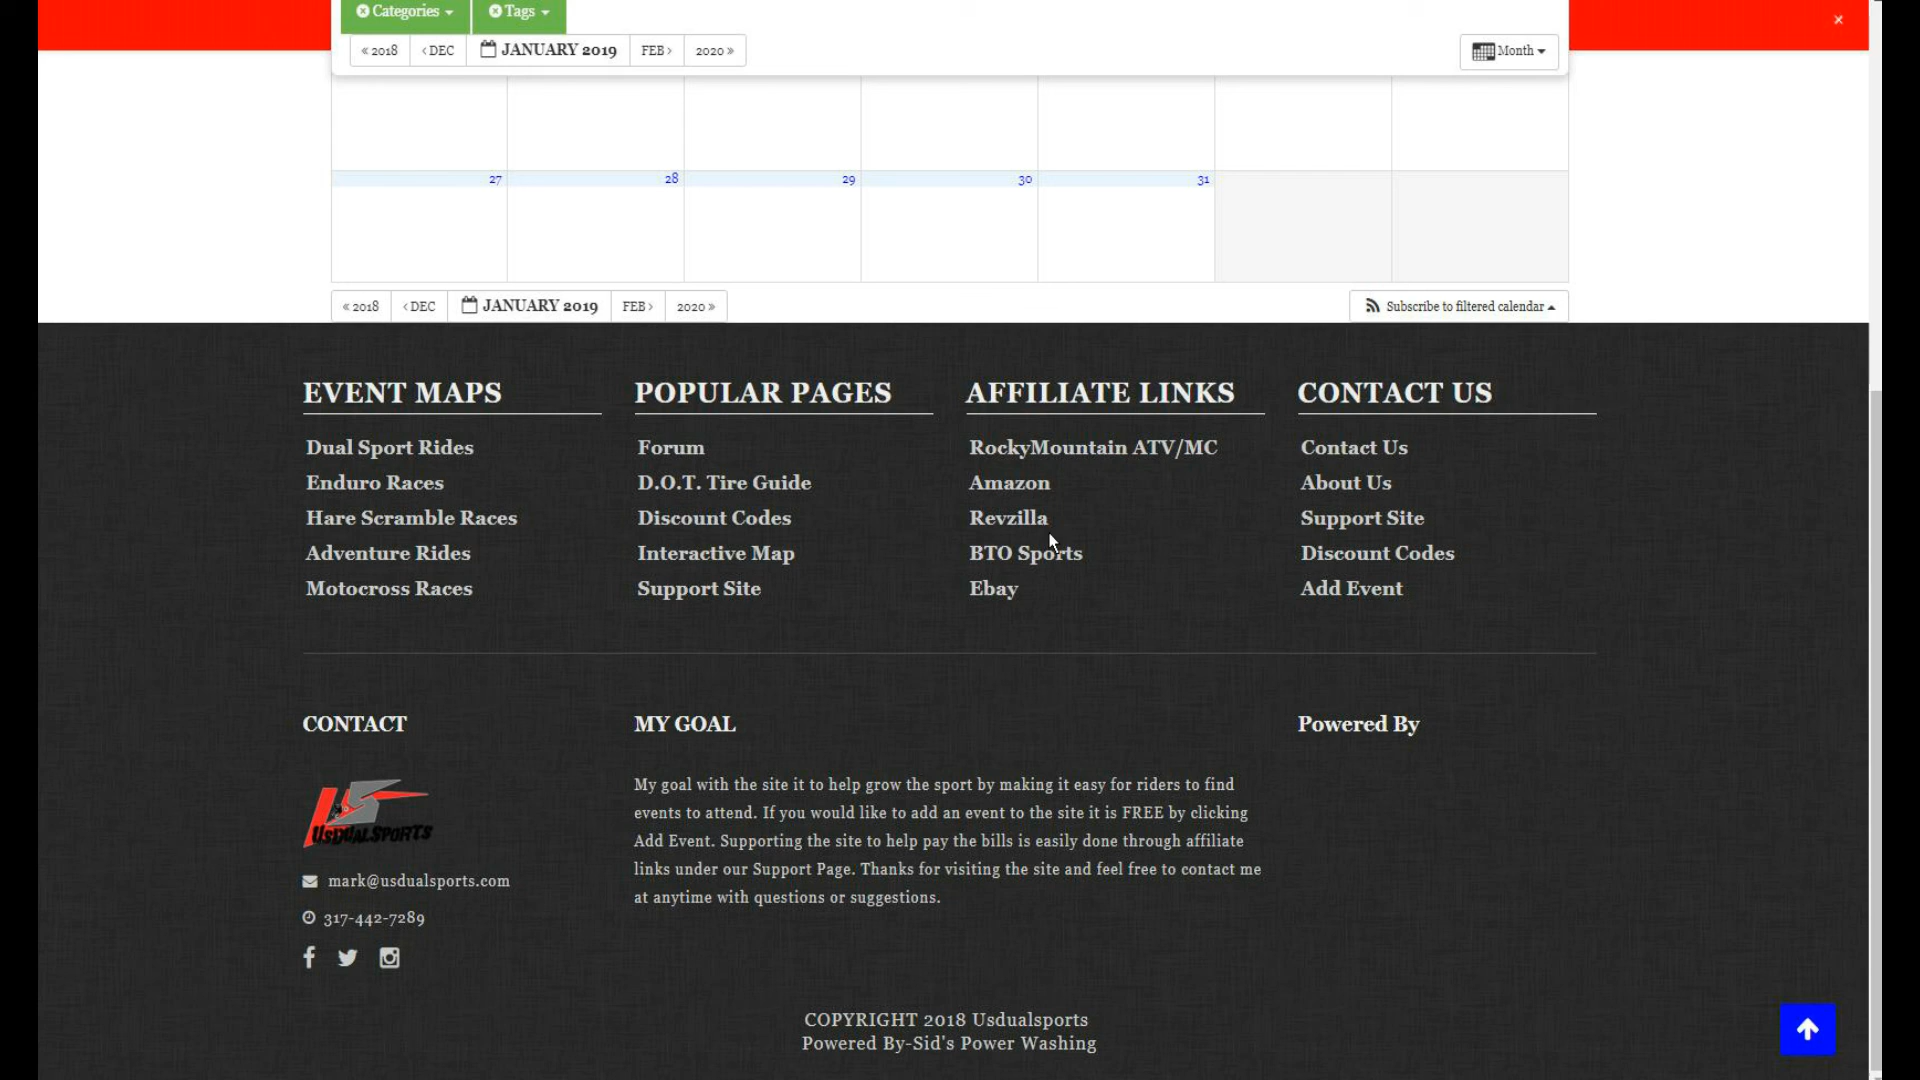 Categories Tags
« 2018 ‹ DEC JANUARY 2019 FEB › 2020 » Month
27 28 29 30 31
« 2018 ‹ DEC JANUARY 2019 FEB › 2020 » Subscribe to filtered calendar
EVENT MAPS
Dual Sport Rides
Enduro Races
Hare Scramble Races
Adventure Rides
Motocross Races
POPULAR PAGES
Forum
D.O.T. Tire Guide
Discount Codes
Interactive Map
Support Site
AFFILIATE LINKS
RockyMountain ATV/MC
Amazon
Revzilla
BTO Sports
Ebay
CONTACT US
Contact Us
About Us
Support Site
Discount Codes
Add Event
CONTACT
US
USDUALSPORTS
mark@usdualsports.com
317-442-7289
MY GOAL
My goal with the site it to help grow the sport by making it easy for riders to find
events to attend. If you would like to add an event to the site it is FREE by clicking
Add Event. Supporting the site to help pay the bills is easily done through affiliate
links under our Support Page. Thanks for visiting the site and feel free to contact me
at anytime with questions or suggestions.
Powered By
COPYRIGHT 2018 Usdualsports
Powered By-Sid's Power Washing